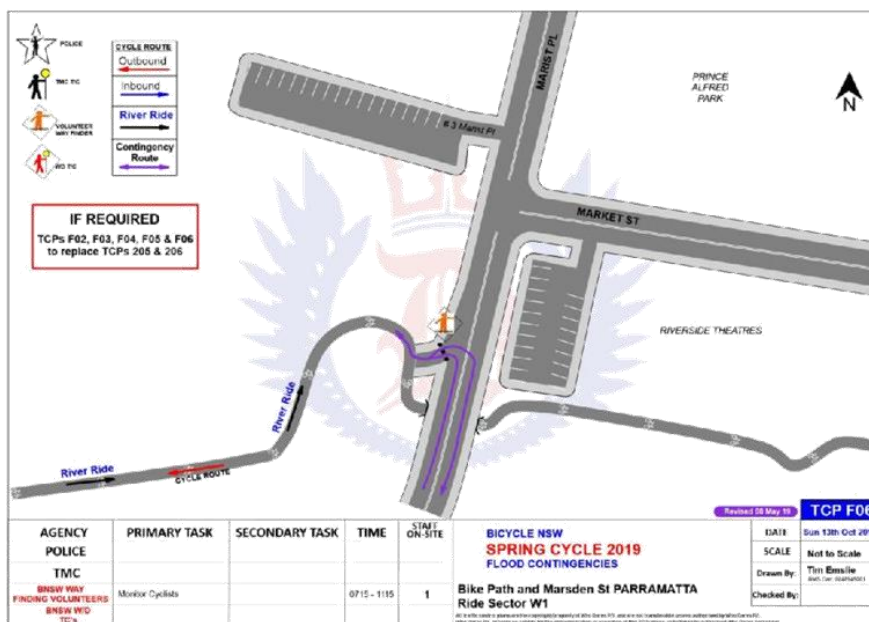 POLICE
TMC T/C
VOLUNTEER
WAY FINDER
CYCLE ROUTE
Outbound
Inbound
River Ride
Contingency
Route
IF REQUIRED
TCPs F02, F03, F04, F05 & F06
to replace TCPs 205 & 206
6 3 Marist Pl
MARIST PL
PRINCE
ALFRED
PARK
N
MARKET ST
RIVERSIDE THEATRES
River Ride
River Ride
CYCLE ROUTE
Revised 08 May 19
TCP F06
AGENCY
PRIMARY TASK
SECONDARY TASK
TIME
STAFF
ON-SITE
POLICE
TMC
BNSW WAY
FINDING VOLUNTEERS
Monitor Cyclists
0715 - 1115
1
BNSW W/O
BICYCLE NSW
SPRING CYCLE 2019
FLOOD CONTINGENCIES
Bike Path and Marsden St PARRAMATTA
Ride Sector W1
DATE
Sun 13th Oct
SCALE
Not to Scale
Drawn By:
Tim Emslie
Checked By: